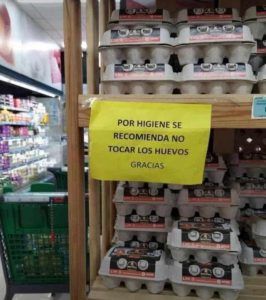 POR HIGIENE SE
RECOMIENDA NO
TOCAR LOS HUEVOS
GRACIAS